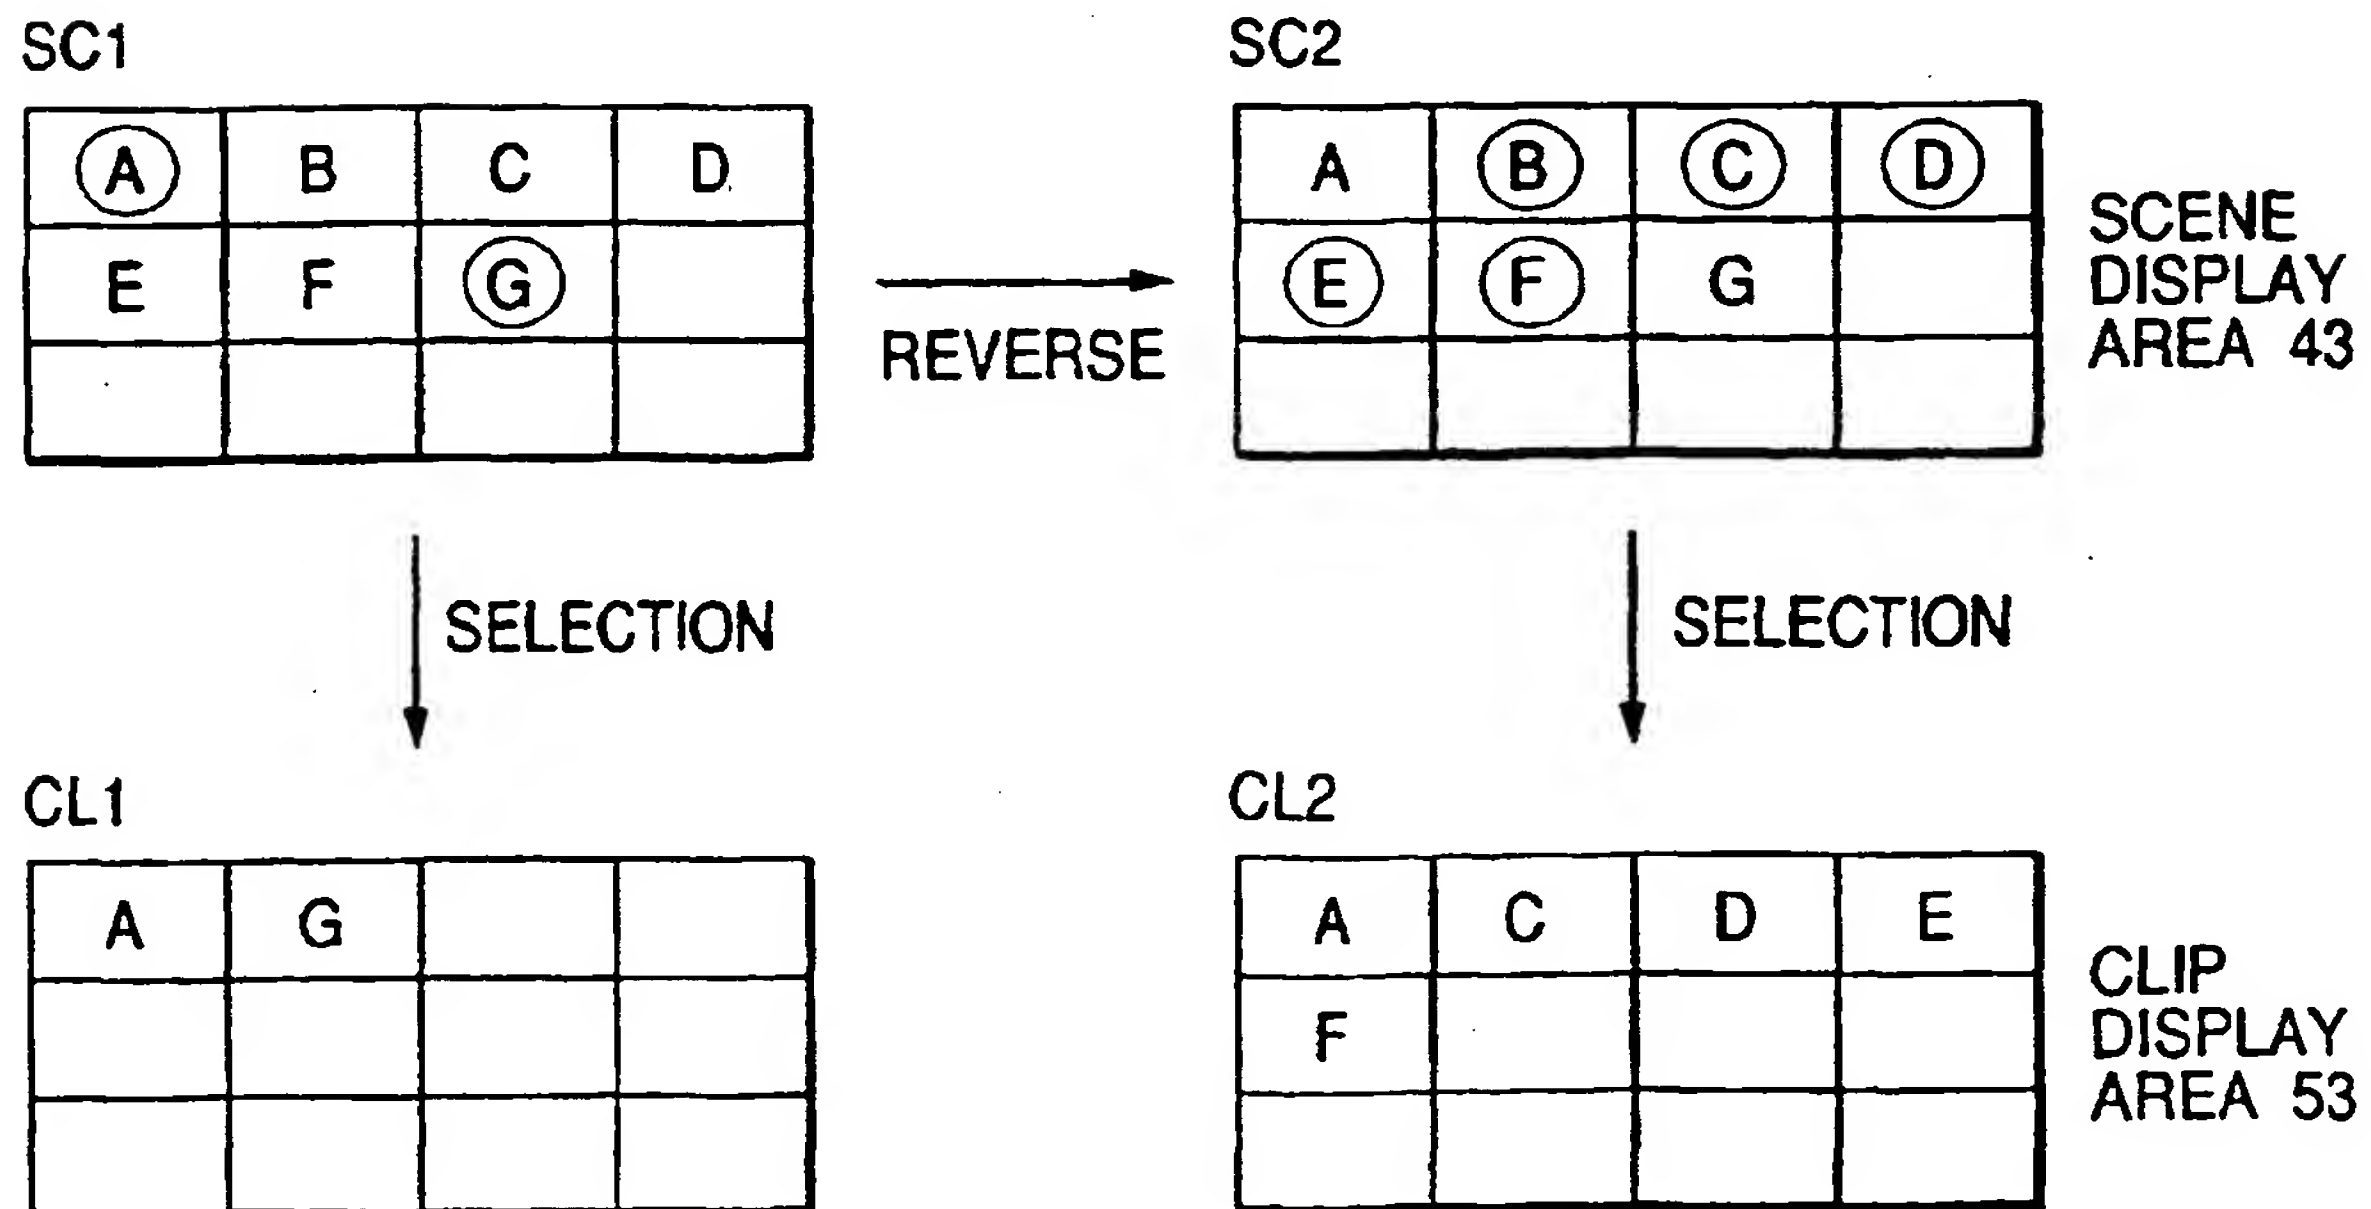 SC1
SC2
A B C D
E F G
A B C D
E F G
REVERSE
SCENE
DISPLAY
AREA 43
SELECTION
SELECTION
CL1
CL2
A G
A C D E
F
CLIP
DISPLAY
AREA 53